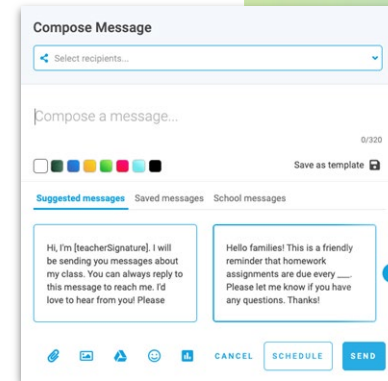 Compose Message
Select recipients...
Compose a message...
0/320
Save as template
Suggested messages Saved messages School messages
Hi, I'm [teacherSignature]. I will
be sending you messages about
my class. You can always reply to
this message to reach me. I'd
love to hear from you! Please
Hello families! This is a friendly
reminder that homework
assignments are due every ___.
Please let me know if you have
any questions. Thanks!
CANCEL SCHEDULE SEND